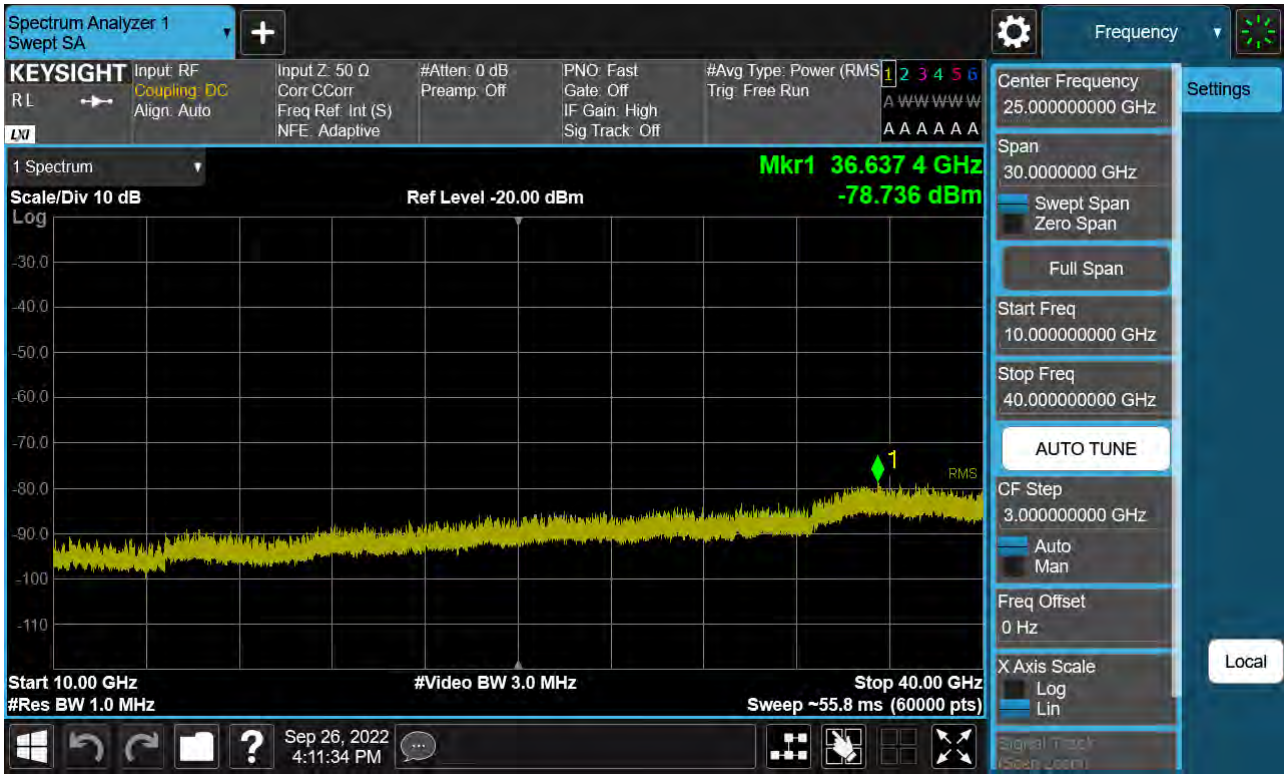 Spectrum Analyzer 1
Swept SA
+
Frequency
KEYSIGHT
RL
LXI
Input: RF
Coupling: DC
Align: Auto
Input Z: 50 Ω
Corr CCorr
Freq Ref: Int (S)
NFE: Adaptive
#Atten: 0 dB
Preamp: Off
PNO: Fast
Gate: Off
IF Gain: High
Sig Track: Off
#Avg Type: Power (RMS
Trig: Free Run
1 2 3 4 5 6
A W W W W W
A A A A A A
1 Spectrum
Mkr1 36.637 4 GHz
-78.736 dBm
Scale/Div 10 dB
Ref Level -20.00 dBm
Log
-30.0
-40.0
-50.0
-60.0
-70.0
-80.0
-90.0
-100
-110
1
RMS
Start 10.00 GHz
#Video BW 3.0 MHz
Stop 40.00 GHz
#Res BW 1.0 MHz
Sweep ~55.8 ms (60000 pts)
Center Frequency
25.000000000 GHz
Span
30.0000000 GHz
Swept Span
Zero Span
Full Span
Start Freq
10.000000000 GHz
Stop Freq
40.000000000 GHz
AUTO TUNE
CF Step
3.000000000 GHz
Auto
Man
Freq Offset
0 Hz
X Axis Scale
Log
Lin
Signal Track
(Span Zoom)
Settings
Local
?
Sep 26, 2022
4:11:34 PM